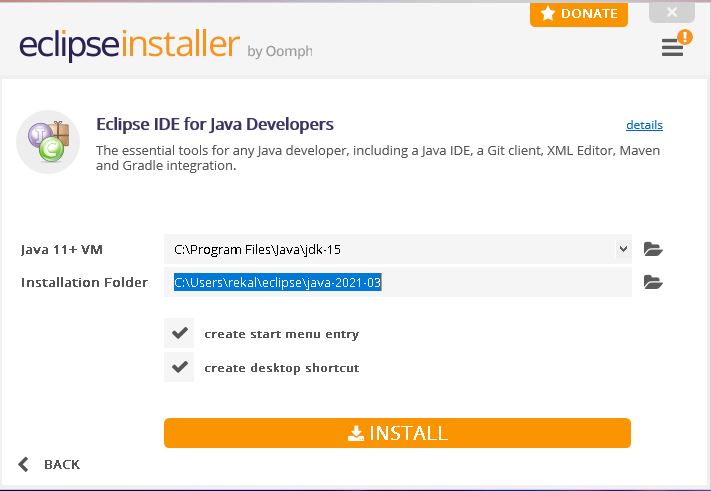 DONATE
eclipseinstaller by Oomph
!
Eclipse IDE for Java Developers
details
The essential tools for any Java developer, including a Java IDE, a Git client, XML Editor, Maven
and Gradle integration.
Java 11+ VM
C:\Program Files\Java\jdk-15
Installation Folder
C:\Users\rekal\eclipse\java-2021-03
create start menu entry
create desktop shortcut
INSTALL
BACK